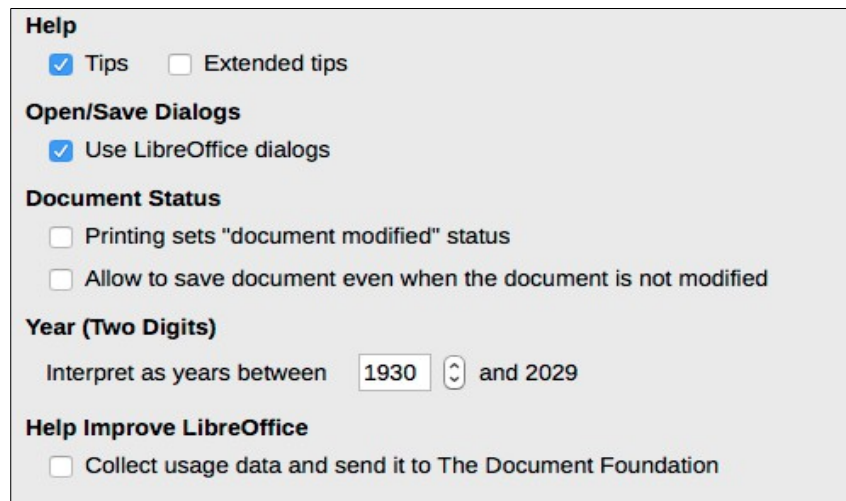 Help
Tips Extended tips
Open/Save Dialogs
Use LibreOffice dialogs
Document Status
Printing sets "document modified" status
Allow to save document even when the document is not modified
Year (Two Digits)
Interpret as years between 1930 and 2029
Help Improve LibreOffice
Collect usage data and send it to The Document Foundation